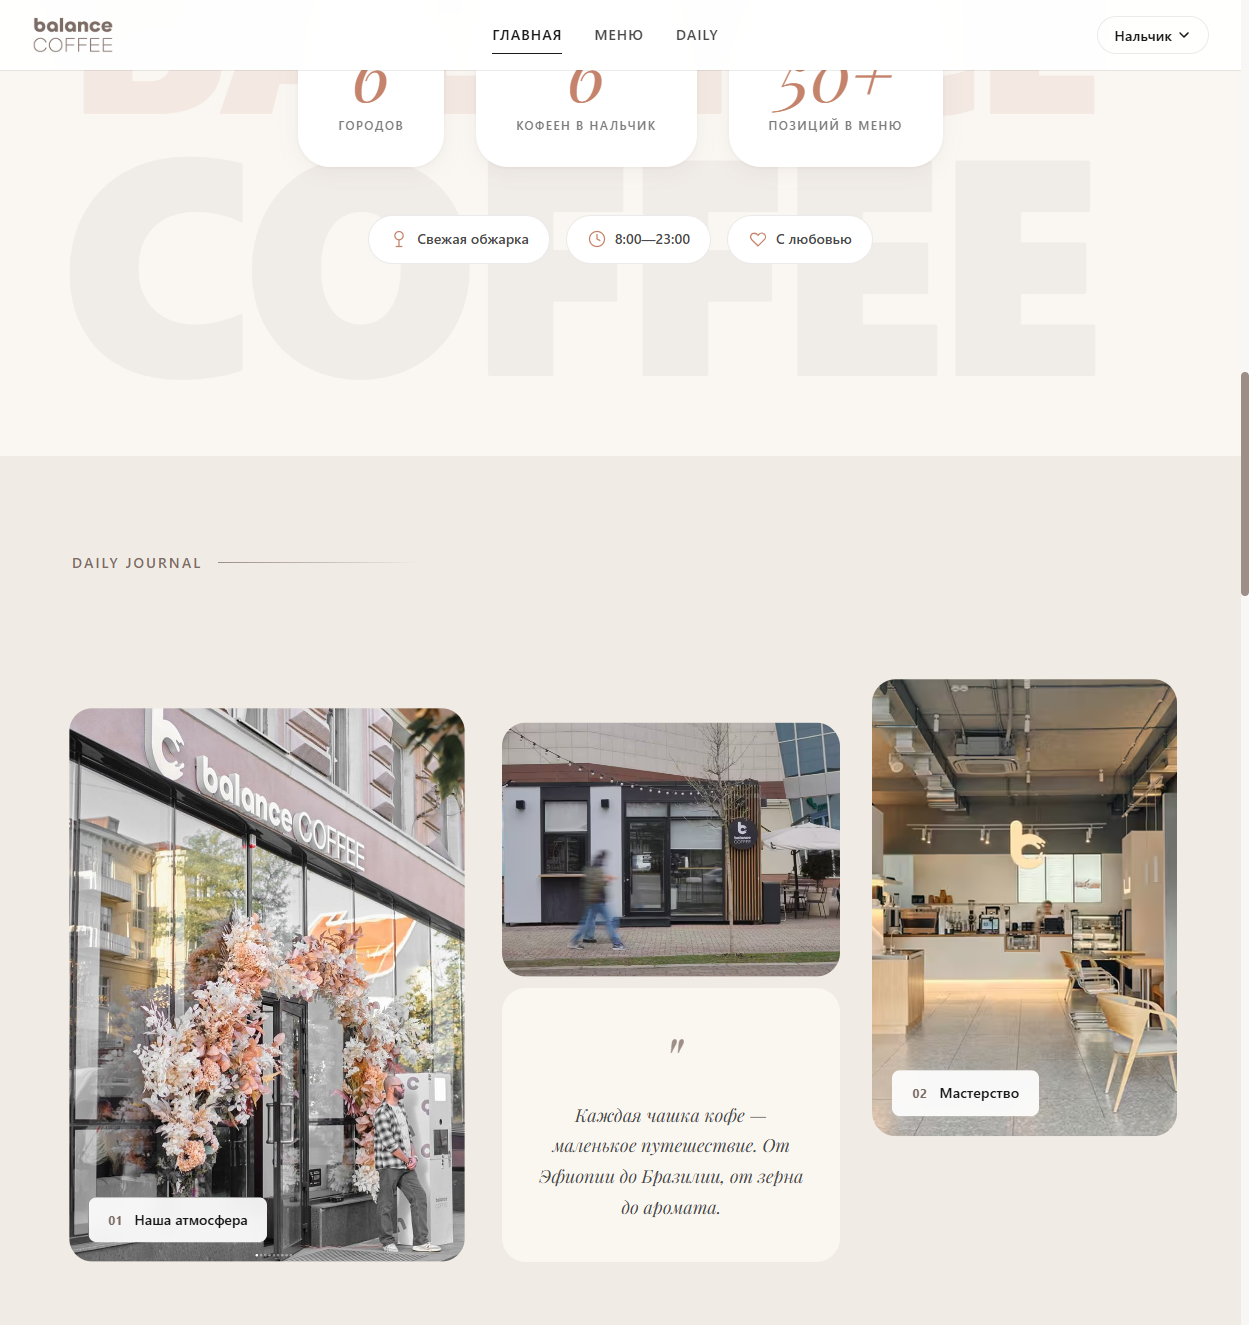 balance
COFFEE
ГЛАВНАЯ
МЕНЮ
DAILY
Нальчик
6
ГОРОДОВ
6
КОФЕЕН В НАЛЬЧИК
50+
ПОЗИЦИЙ В МЕНЮ
COFFEE
Свежая обжарка
8:00—23:00
С любовью
DAILY JOURNAL
balance COFFEE
01 Наша атмосфера
balance
COFFEE
"
Каждая чашка кофе —
маленькое путешествие. От
Эфиопии до Бразилии, от зерна
до аромата.
02 Мастерство